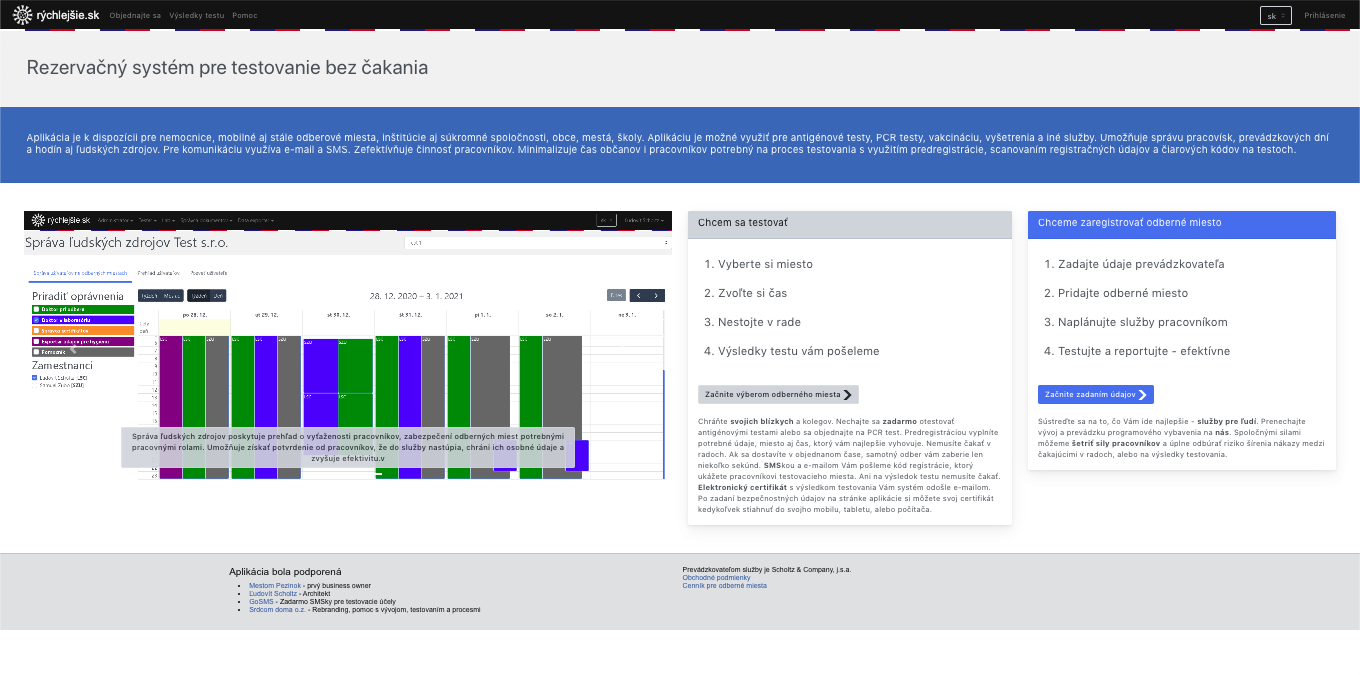 rýchlejšie.sk Objednajte sa Výsledky testu Pomoc
sk
Prihlásenie
Rezervačný systém pre testovanie bez čakania
Aplikácia je k dispozícii pre nemocnice, mobilné aj stále odberové miesta, inštitúcie aj súkromné spoločnosti, obce, mestá, školy. Aplikáciu je možné využiť pre antigénové testy, PCR testy, vakcináciu, vyšetrenia a iné služby. Umožňuje správu pracovísk, prevádzkových dní
a hodín aj ľudských zdrojov. Pre komunikáciu využíva e-mail a SMS. Zefektívňuje činnosť pracovníkov. Minimalizuje čas občanov i pracovníkov potrebný na proces testovania s využitím predregistrácie, scanovaním registračných údajov a čiarových kódov na testoch.
rýchlejšie.sk
Správa ľudských zdrojov Test s.r.o.
Priradiť oprávnenia
Zamestnanci
28. 12. 2020 – 3. 1. 2021
po 28. 12.
ut 29. 12.
st 30. 12.
št 31. 12.
pi 1. 1.
so 2. 1.
ne 3. 1.
Správa ľudských zdrojov poskytuje prehľad o vyťaženosti pracovníkov, zabezpečení odberných miest potrebnými
pracovnými rolami. Umožňuje získať potvrdenie od pracovníkov, že do služby nastúpia, chráni ich osobné údaje a
zvyšuje efektivitu.v
Chcem sa testovať
1. Vyberte si miesto
2. Zvoľte si čas
3. Nestojte v rade
4. Výsledky testu vám pošeleme
Začnite výberom odberného miesta
Chráňte svojich blízkych a kolegov. Nechajte sa zadarmo otestovať
antigénovými testami alebo sa objednajte na PCR test. Predregistráciou vyplníte
potrebné údaje, miesto aj čas, ktorý vám najlepšie vyhovuje. Nemusíte čakať v
radoch. Ak sa dostavíte v objednanom čase, samotný odber vám zaberie len
niekoľko sekúnd. SMSkou a e-mailom Vám pošleme kód registrácie, ktorý
ukážete pracovníkovi testovacieho miesta. Ani na výsledok testu nemusíte čakať.
Elektronický certifikát s výsledkom testovania Vám systém odošle e-mailom.
Po zadaní bezpečnostných údajov na stránke aplikácie si môžete svoj certifikát
kedykoľvek stiahnuť do svojho mobilu, tabletu, alebo počítača.
Chceme zaregistrovať odberné miesto
1. Zadajte údaje prevádzkovateľa
2. Pridajte odberné miesto
3. Naplánujte služby pracovníkom
4. Testujte a reportujte - efektívne
Začnite zadaním údajov
Sústreďte sa na to, čo Vám ide najlepšie - služby pre ľudí. Prenechajte
vývoj a prevádzku programového vybavenia na nás. Spoločnými silami
môžeme šetriť sily pracovníkov a úplne odbúrať riziko šírenia nákazy medzi
čakajúcimi v radoch, alebo na výsledky testovania.
Aplikácia bola podporená
Mestom Pezinok - prvý business owner
Ľudovít Scholtz - Architekt
GoSMS - Zadarmo SMSky pre testovacie účely
Srdcom doma o.z. - Rebranding, pomoc s vývojom, testovaním a procesmi
Prevádzkovateľom služby je Scholtz & Company, j.s.a.
Obchodné podmienky
Cenník pre odberné miesta